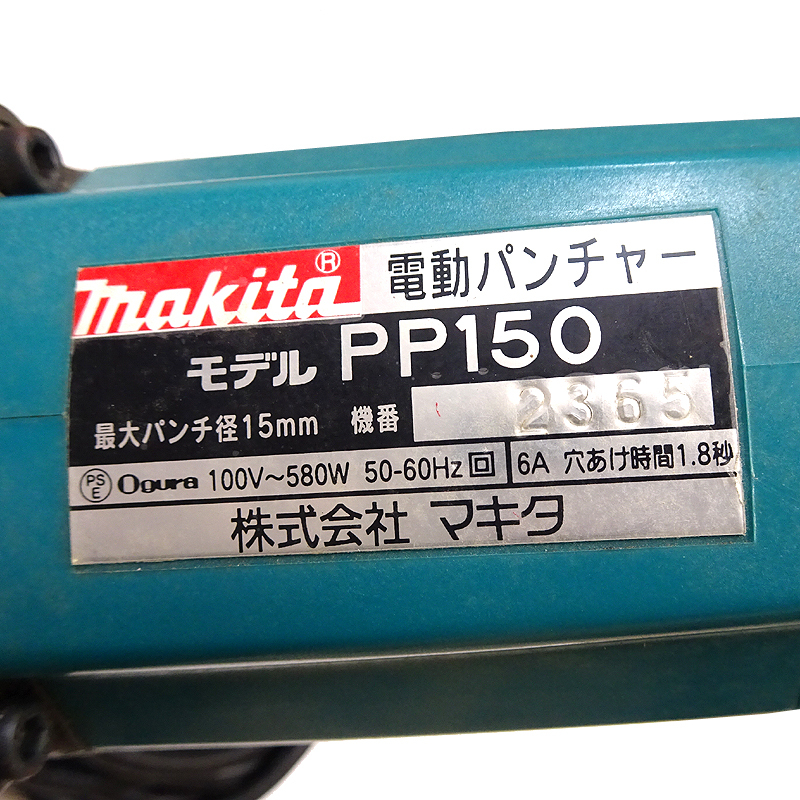 makita® 電動パンチャー
モデル PP150
最大パンチ径15mm 機番 2365
PSE Ogura 100V～580W 50-60Hz 回 6A 穴あけ時間1.8秒
株式会社 マキタ